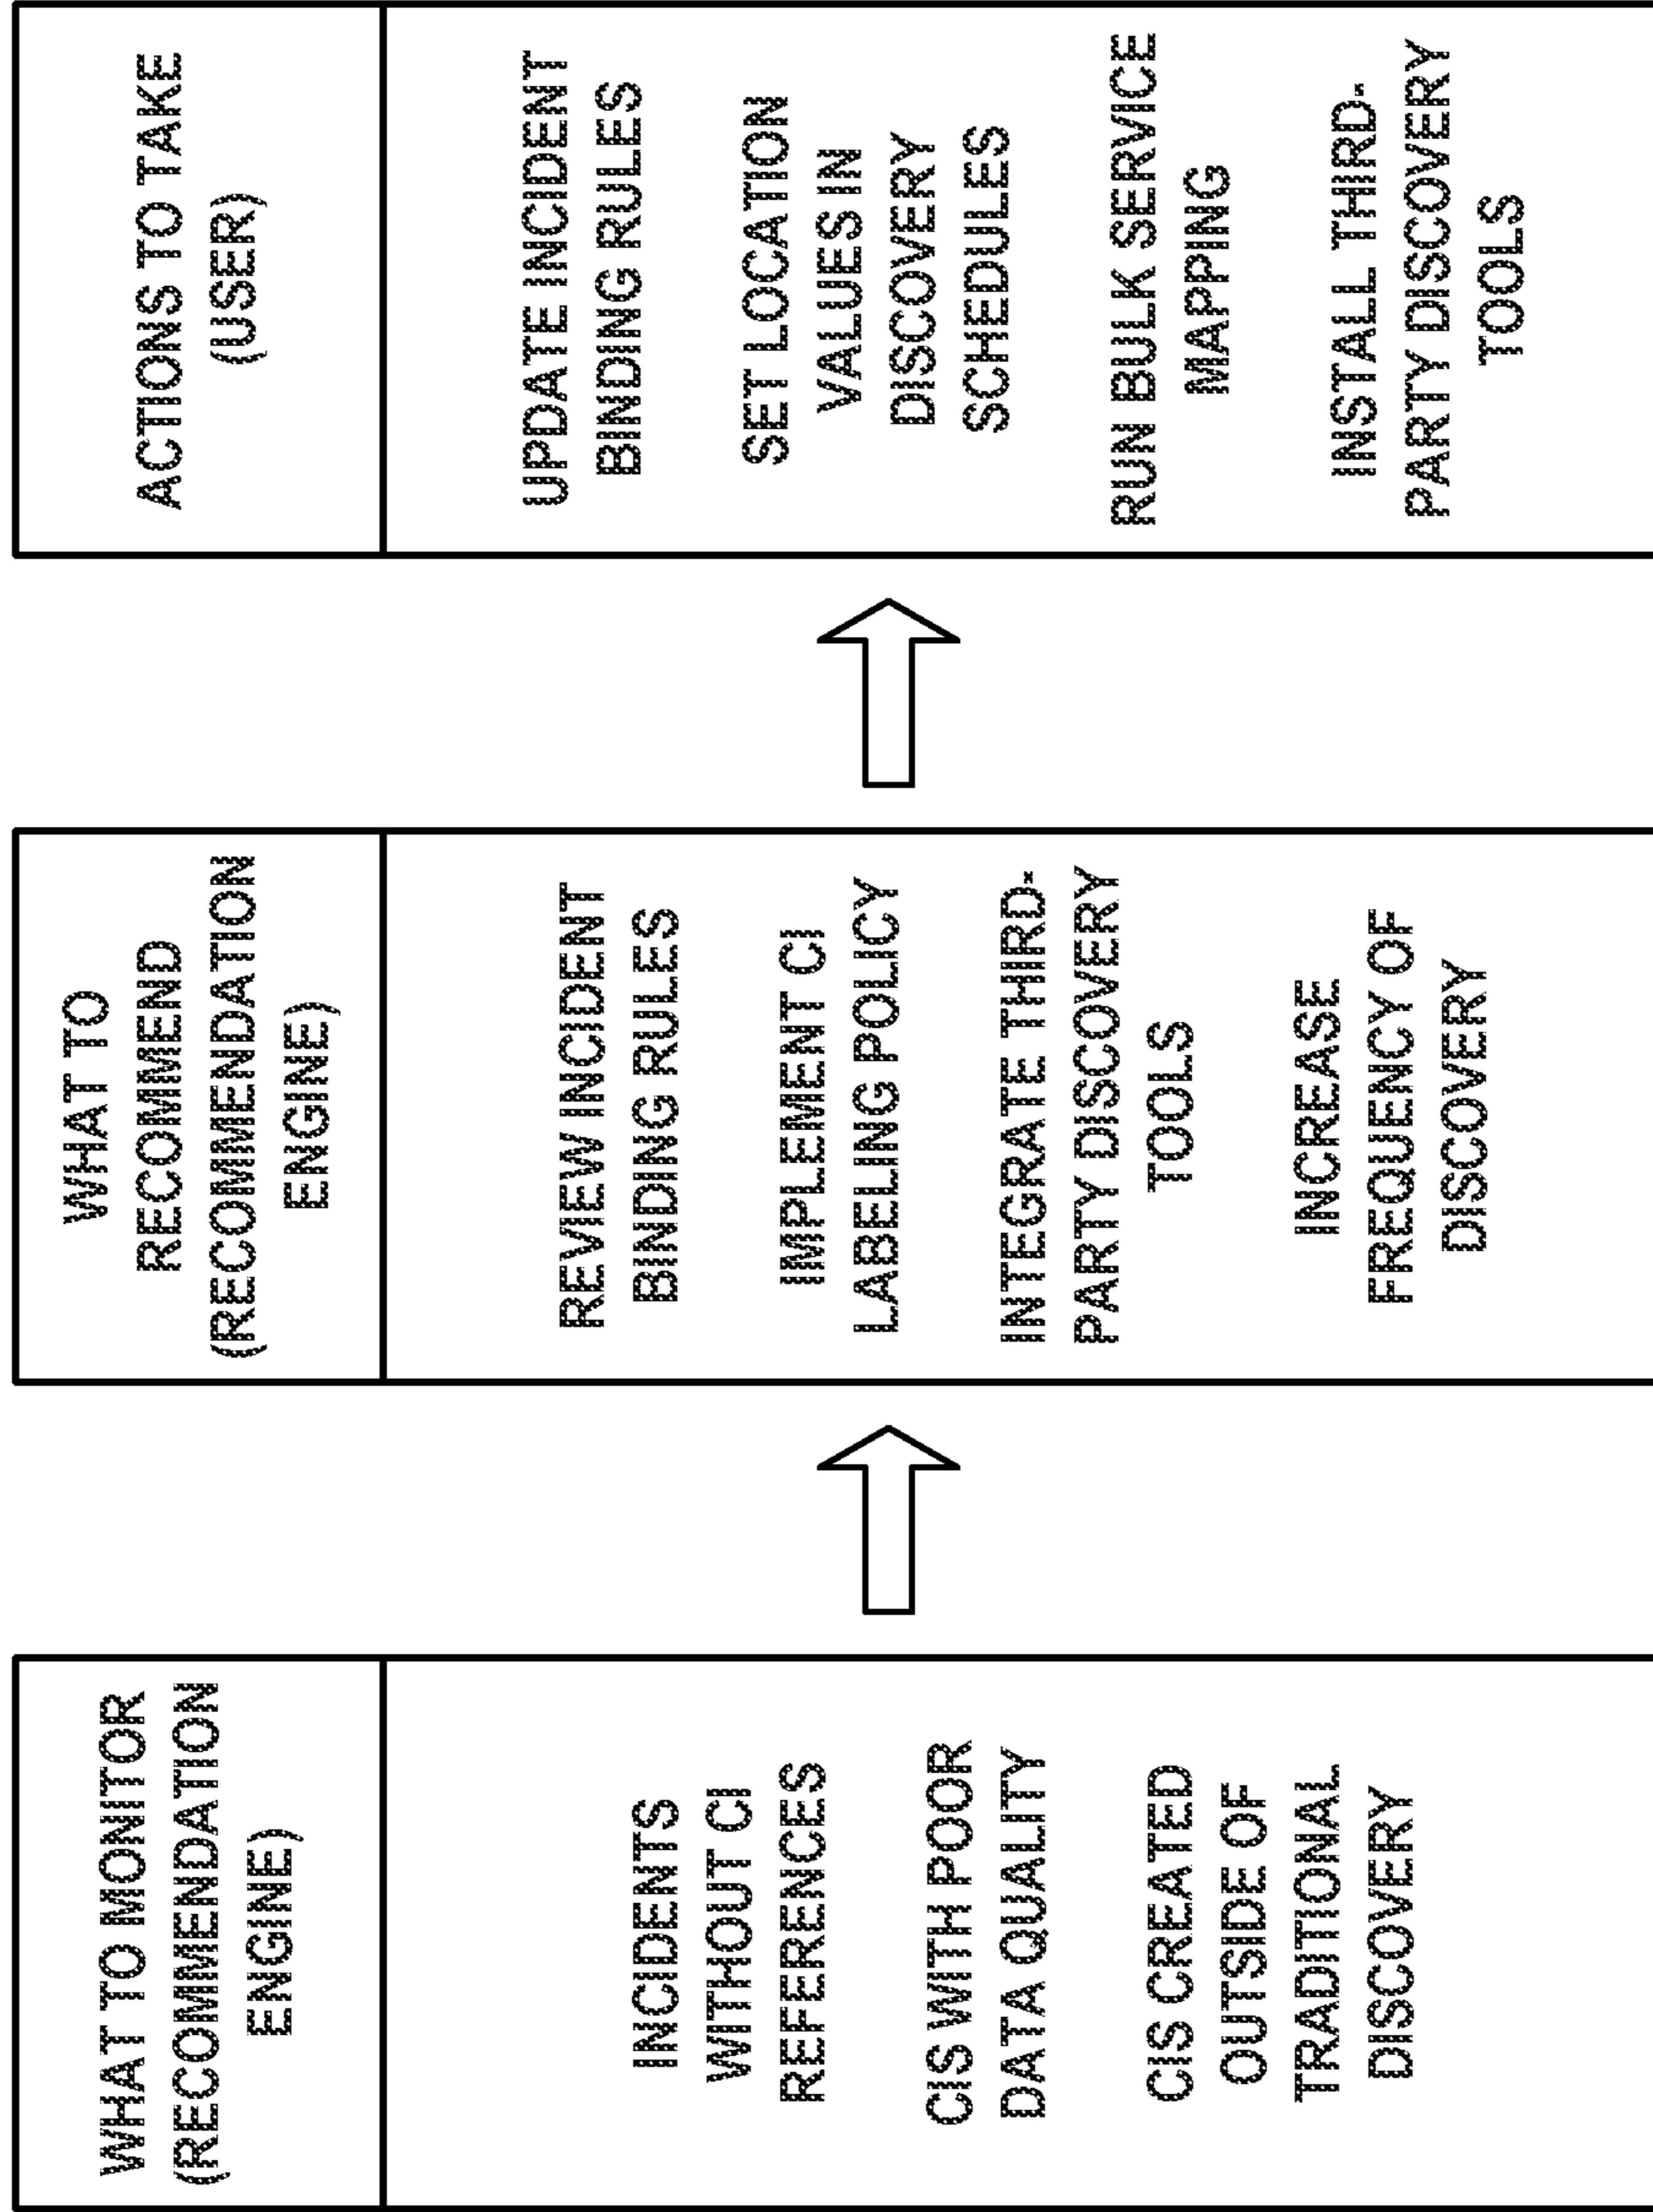 WHAT TO MONITOR
(RECOMMENDATION
ENGINE)
INCIDENTS
WITHOUT CI
REFERENCES
CIS WITH POOR
DATA QUALITY
CIS CREATED
OUTSIDE OF
TRADITIONAL
DISCOVERY
WHAT TO
RECOMMEND
(RECOMMENDATION
ENGINE)
REVIEW INCIDENT
BINDING RULES
IMPLEMENT CI
LABELING POLICY
INTEGRATE THIRD-
PARTY DISCOVERY
TOOLS
INCREASE
FREQUENCY OF
DISCOVERY
ACTIONS TO TAKE
(USER)
UPDATE INCIDENT
BINDING RULES
SET LOCATION
VALUES IN
DISCOVERY
SCHEDULES
RUN BULK SERVICE
MAPPING
INSTALL THIRD-
PARTY DISCOVERY
TOOLS